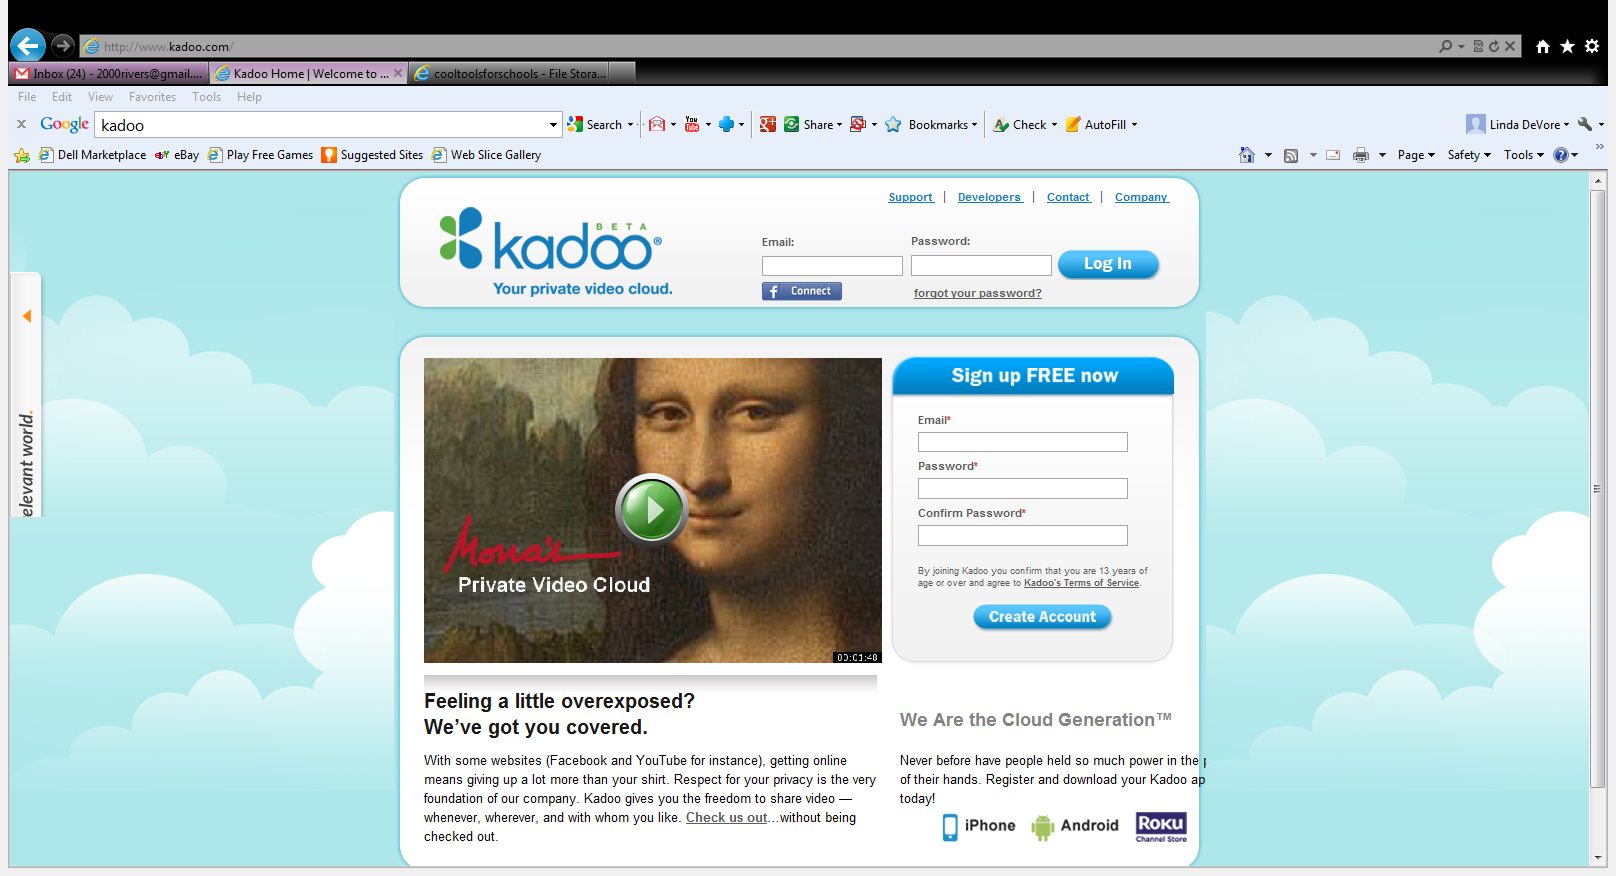 http://www.kadoo.com/
Inbox (24) - 2000rivers@gmail....
Kadoo Home | Welcome to ...
cooltoolsforschools - File Stora...
File Edit View Favorites Tools Help
Google kadoo Search Share Bookmarks Check AutoFill Linda DeVore
Dell Marketplace eBay Play Free Games Suggested Sites Web Slice Gallery Page Safety Tools
Support | Developers | Contact | Company
BETA
kadoo®
Your private video cloud.
Email: Password:
Log In
f Connect
forgot your password?
elevant world.
Sign up FREE now
Email*
Password*
Confirm Password*
By joining Kadoo you confirm that you are 13 years of
age or over and agree to Kadoo's Terms of Service.
Create Account
Mona's
Private Video Cloud
00:01:48
Feeling a little overexposed?
We've got you covered.
With some websites (Facebook and YouTube for instance), getting online
means giving up a lot more than your shirt. Respect for your privacy is the very
foundation of our company. Kadoo gives you the freedom to share video —
whenever, wherever, and with whom you like. Check us out...without being
checked out.
We Are the Cloud Generation™
Never before have people held so much power in the p
of their hands. Register and download your Kadoo ap
today!
iPhone Android ROKU
Channel Store